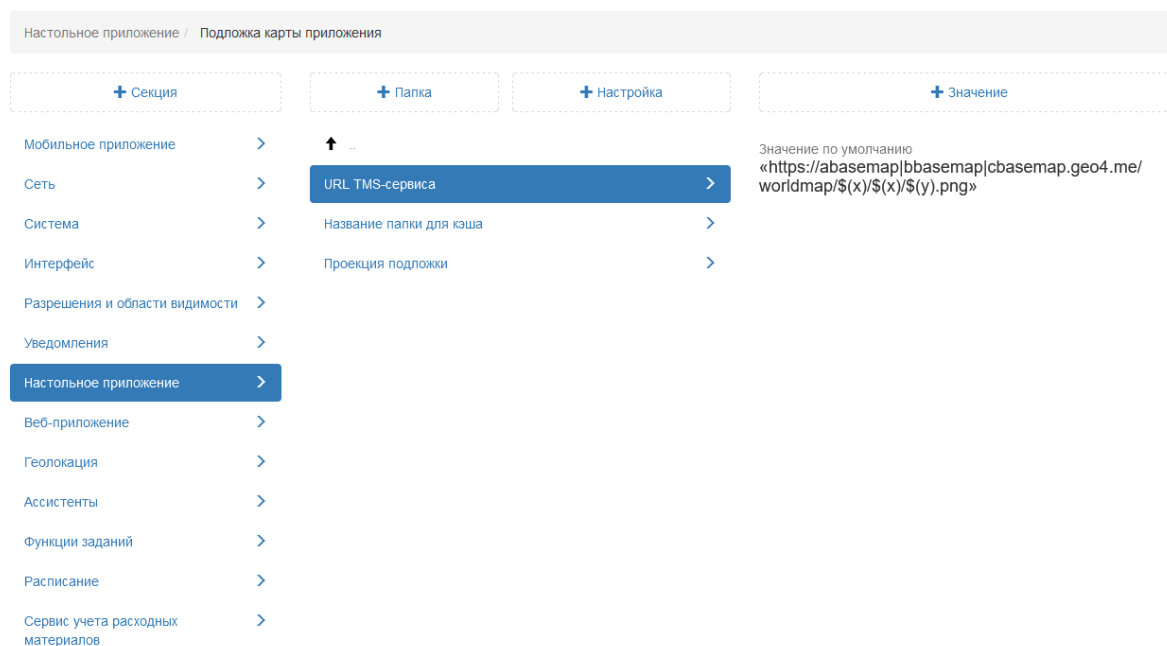 Настольное приложение / Подложка карты приложения
+ Секция
+ Папка
+ Настройка
+ Значение
Мобильное приложение
Сеть
Система
Интерфейс
Разрешения и области видимости
Уведомления
Настольное приложение
Веб-приложение
Геолокация
Ассистенты
Функции заданий
Расписание
Сервис учета расходных
материалов
..
URL TMS-сервиса
Название папки для кэша
Проекция подложки
Значение по умолчанию
«https://abasemap|bbasemap|cbasemap.geo4.me/
worldmap/$(x)/$(x)/$(y).png»